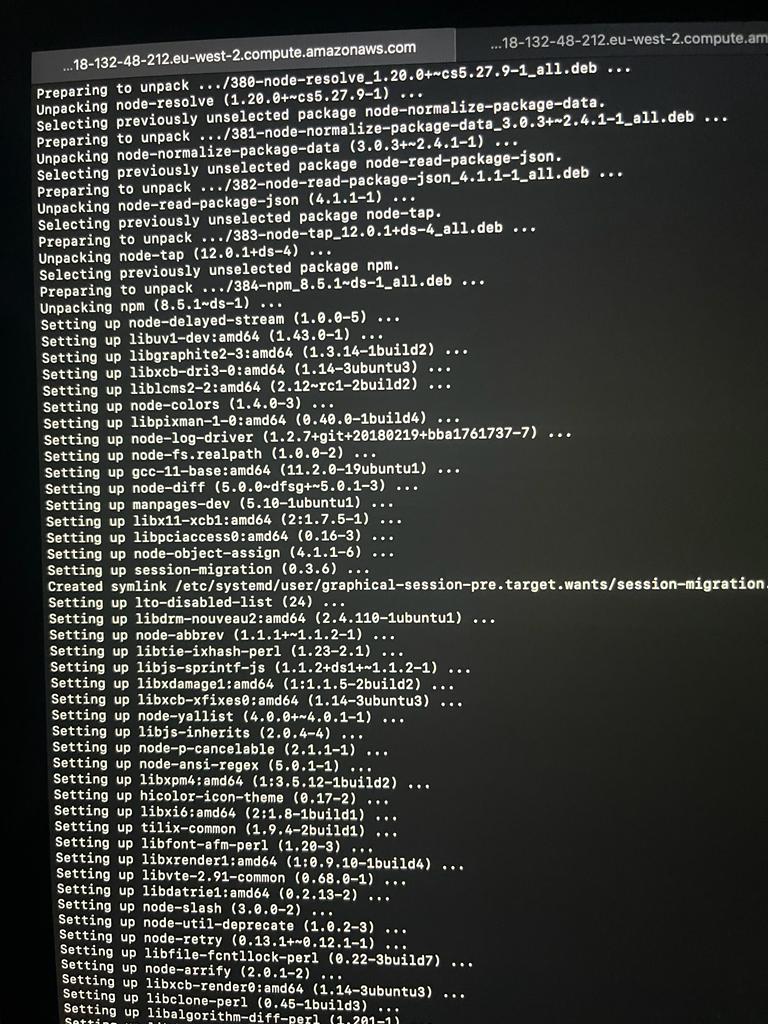 ...18-132-48-212.eu-west-2.compute.amazonaws.com
...18-132-48-212.eu-west-2.compute.am
Preparing to unpack .../380-node-resolve_1.20.0+~cs5.27.9-1_all.deb ...
Unpacking node-resolve (1.20.0+~cs5.27.9-1) ...
Selecting previously unselected package node-normalize-package-data.
Preparing to unpack .../381-node-normalize-package-data_3.0.3+~2.4.1-1_all.deb ...
Unpacking node-normalize-package-data (3.0.3+~2.4.1-1) ...
Selecting previously unselected package node-read-package-json.
Preparing to unpack .../382-node-read-package-json_4.1.1-1_all.deb ...
Unpacking node-read-package-json (4.1.1-1) ...
Selecting previously unselected package node-tap.
Preparing to unpack .../383-node-tap_12.0.1+ds-4_all.deb ...
Unpacking node-tap (12.0.1+ds-4) ...
Selecting previously unselected package npm.
Preparing to unpack .../384-npm_8.5.1~ds-1_all.deb ...
Unpacking npm (8.5.1~ds-1) ...
Setting up node-delayed-stream (1.0.0-5) ...
Setting up libuv1-dev:amd64 (1.43.0-1) ...
Setting up libgraphite2-3:amd64 (1.3.14-1build2) ...
Setting up libxcb-dri3-0:amd64 (1.14-3ubuntu3) ...
Setting up liblcms2-2:amd64 (2.12~rc1-2build2) ...
Setting up node-colors (1.4.0-3) ...
Setting up libpixman-1-0:amd64 (0.40.0-1build4) ...
Setting up node-log-driver (1.2.7+git+20180219+bba1761737-7) ...
Setting up node-fs.realpath (1.0.0-2) ...
Setting up gcc-11-base:amd64 (11.2.0-19ubuntu1) ...
Setting up node-diff (5.0.0~dfsg+~5.0.1-3) ...
Setting up manpages-dev (5.10-1ubuntu1) ...
Setting up libx11-xcb1:amd64 (2:1.7.5-1) ...
Setting up libpciaccess0:amd64 (0.16-3) ...
Setting up node-object-assign (4.1.1-6) ...
Setting up session-migration (0.3.6) ...
Created symlink /etc/systemd/user/graphical-session-pre.target.wants/session-migration.
Setting up lto-disabled-list (24) ...
Setting up libdrm-nouveau2:amd64 (2.4.110-1ubuntu1) ...
Setting up node-abbrev (1.1.1+~1.1.2-1) ...
Setting up libtie-ixhash-perl (1.23-2.1) ...
Setting up libjs-sprintf-js (1.1.2+ds1+~1.1.2-1) ...
Setting up libxdamage1:amd64 (1:1.1.5-2build2) ...
Setting up libxcb-xfixes0:amd64 (1.14-3ubuntu3) ...
Setting up node-yallist (4.0.0+~4.0.1-1) ...
Setting up libjs-inherits (2.0.4-4) ...
Setting up node-p-cancelable (2.1.1-1) ...
Setting up node-ansi-regex (5.0.1-1) ...
Setting up libxpm4:amd64 (1:3.5.12-1build2) ...
Setting up hicolor-icon-theme (0.17-2) ...
Setting up libxi6:amd64 (2:1.8-1build1) ...
Setting up tilix-common (1.9.4-2build1) ...
Setting up libfont-afm-perl (1.20-3) ...
Setting up libxrender1:amd64 (1:0.9.10-1build4) ...
Setting up libvte-2.91-common (0.68.0-1) ...
Setting up libdatrie1:amd64 (0.2.13-2) ...
Setting up node-slash (3.0.0-2) ...
Setting up node-util-deprecate (1.0.2-3) ...
Setting up node-retry (0.13.1+~0.12.1-1) ...
Setting up libfile-fcntllock-perl (0.22-3build7) ...
Setting up node-arrify (2.0.1-2) ...
Setting up libxcb-render0:amd64 (1.14-3ubuntu3) ...
Setting up libclone-perl (0.45-1build3) ...
Setting up libalgorithm-diff-perl (1.201-1)